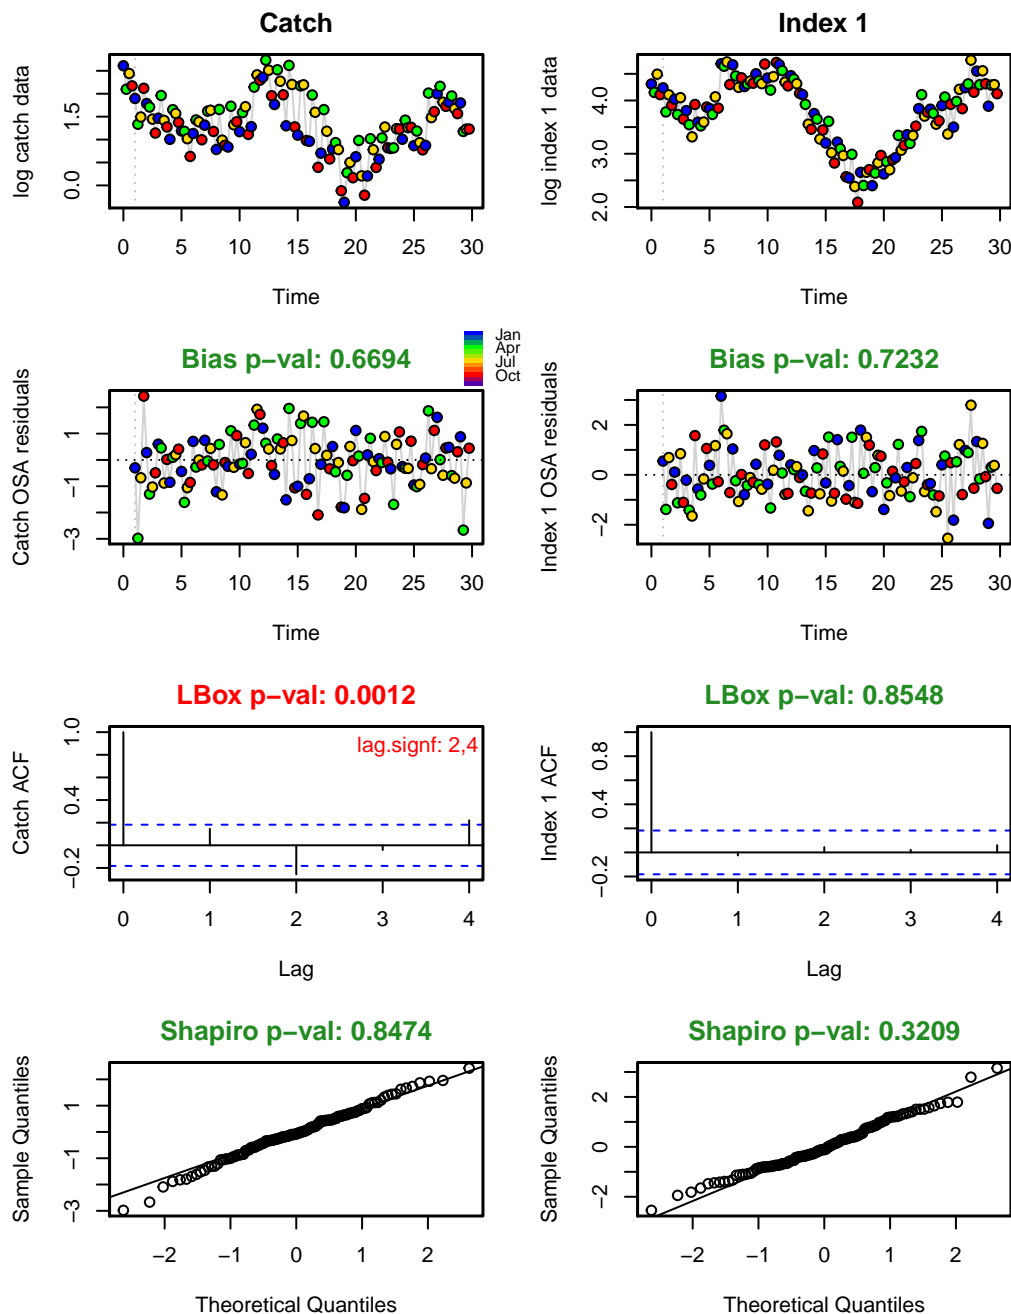 Catch
Index 1
log catch data
0.0 1.5
0 5 10 15 20 25 30
Time
log index 1 data
2.0 3.0 4.0
0 5 10 15 20 25 30
Time
Bias p-val: 0.6694
Jan
Apr
Jul
Oct
Bias p-val: 0.7232
Catch OSA residuals
-3 -1 1
0 5 10 15 20 25 30
Time
Index 1 OSA residuals
-2 0 2
0 5 10 15 20 25 30
Time
LBox p-val: 0.0012
LBox p-val: 0.8548
Catch ACF
-0.2 0.4 1.0
lag.signf: 2,4
0 1 2 3 4
Lag
Index 1 ACF
-0.2 0.4 0.8
0 1 2 3 4
Lag
Shapiro p-val: 0.8474
Shapiro p-val: 0.3209
Sample Quantiles
-3 -1 1
-2 -1 0 1 2
Theoretical Quantiles
Sample Quantiles
-2 0 2
-2 -1 0 1 2
Theoretical Quantiles